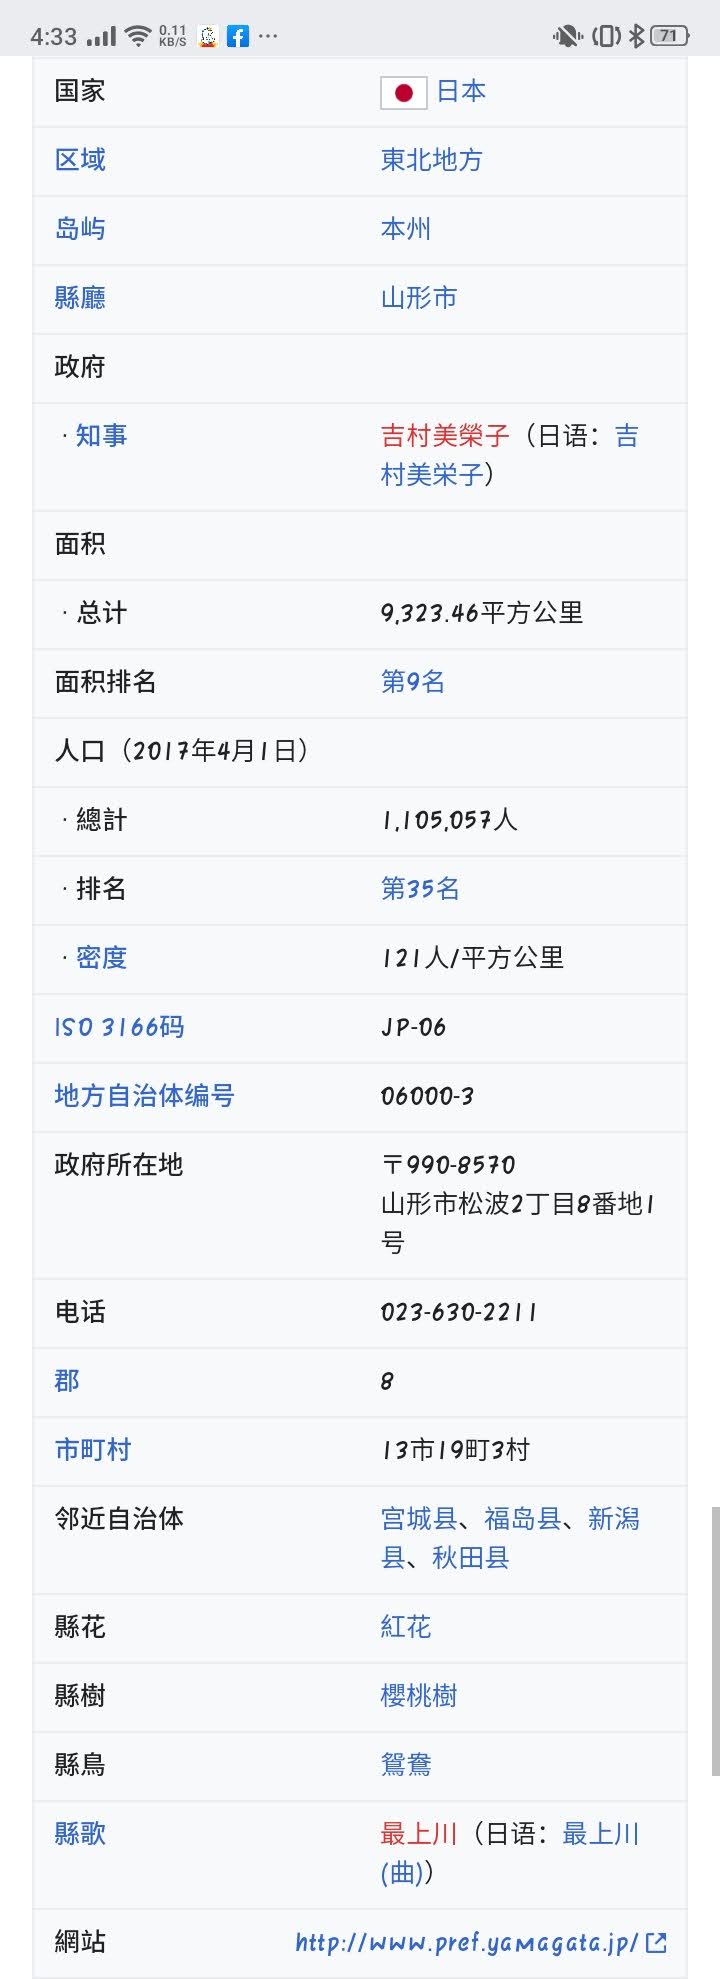 4:33 0.11 KB/S ... 71
国家 日本
区域 東北地方
岛屿 本州
縣廳 山形市
政府
· 知事 吉村美榮子（日语：吉
村美栄子）
面积
· 总计 9,323.46平方公里
面积排名 第9名
人口（2017年4月1日）
· 總計 1,105,057人
· 排名 第35名
· 密度 121人/平方公里
ISO 3166码 JP-06
地方自治体编号 06000-3
政府所在地 〒990-8570
山形市松波2丁目8番地1
号
电话 023-630-2211
郡 8
市町村 13市19町3村
邻近自治体 宫城县、福岛县、新潟
县、秋田县
縣花 紅花
縣樹 櫻桃樹
縣鳥 鴛鴦
縣歌 最上川（日语：最上川
(曲)）
網站 http://www.pref.yamagata.jp/